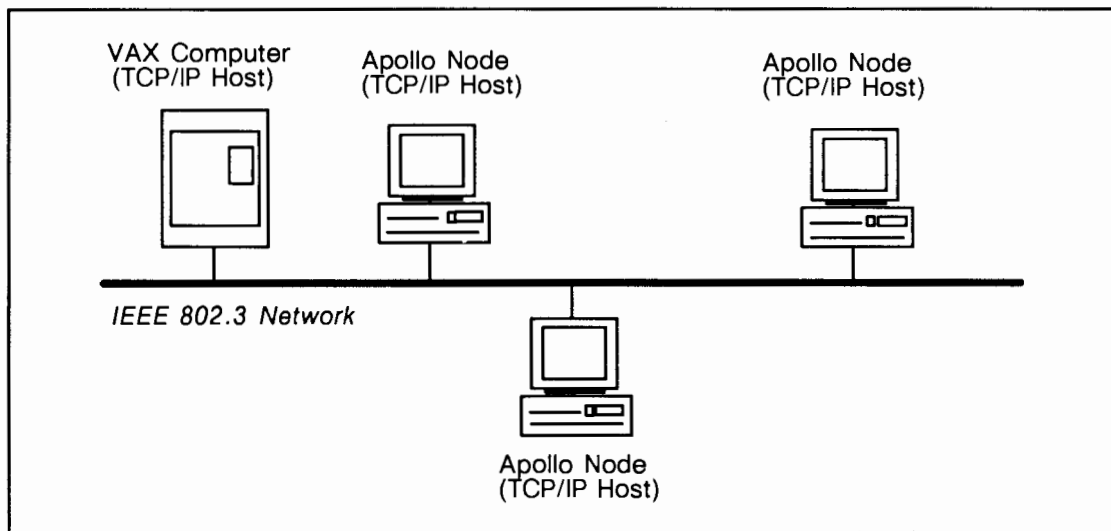 VAX Computer
(TCP/IP Host)
Apollo Node
(TCP/IP Host)
Apollo Node
(TCP/IP Host)
IEEE 802.3 Network
Apollo Node
(TCP/IP Host)